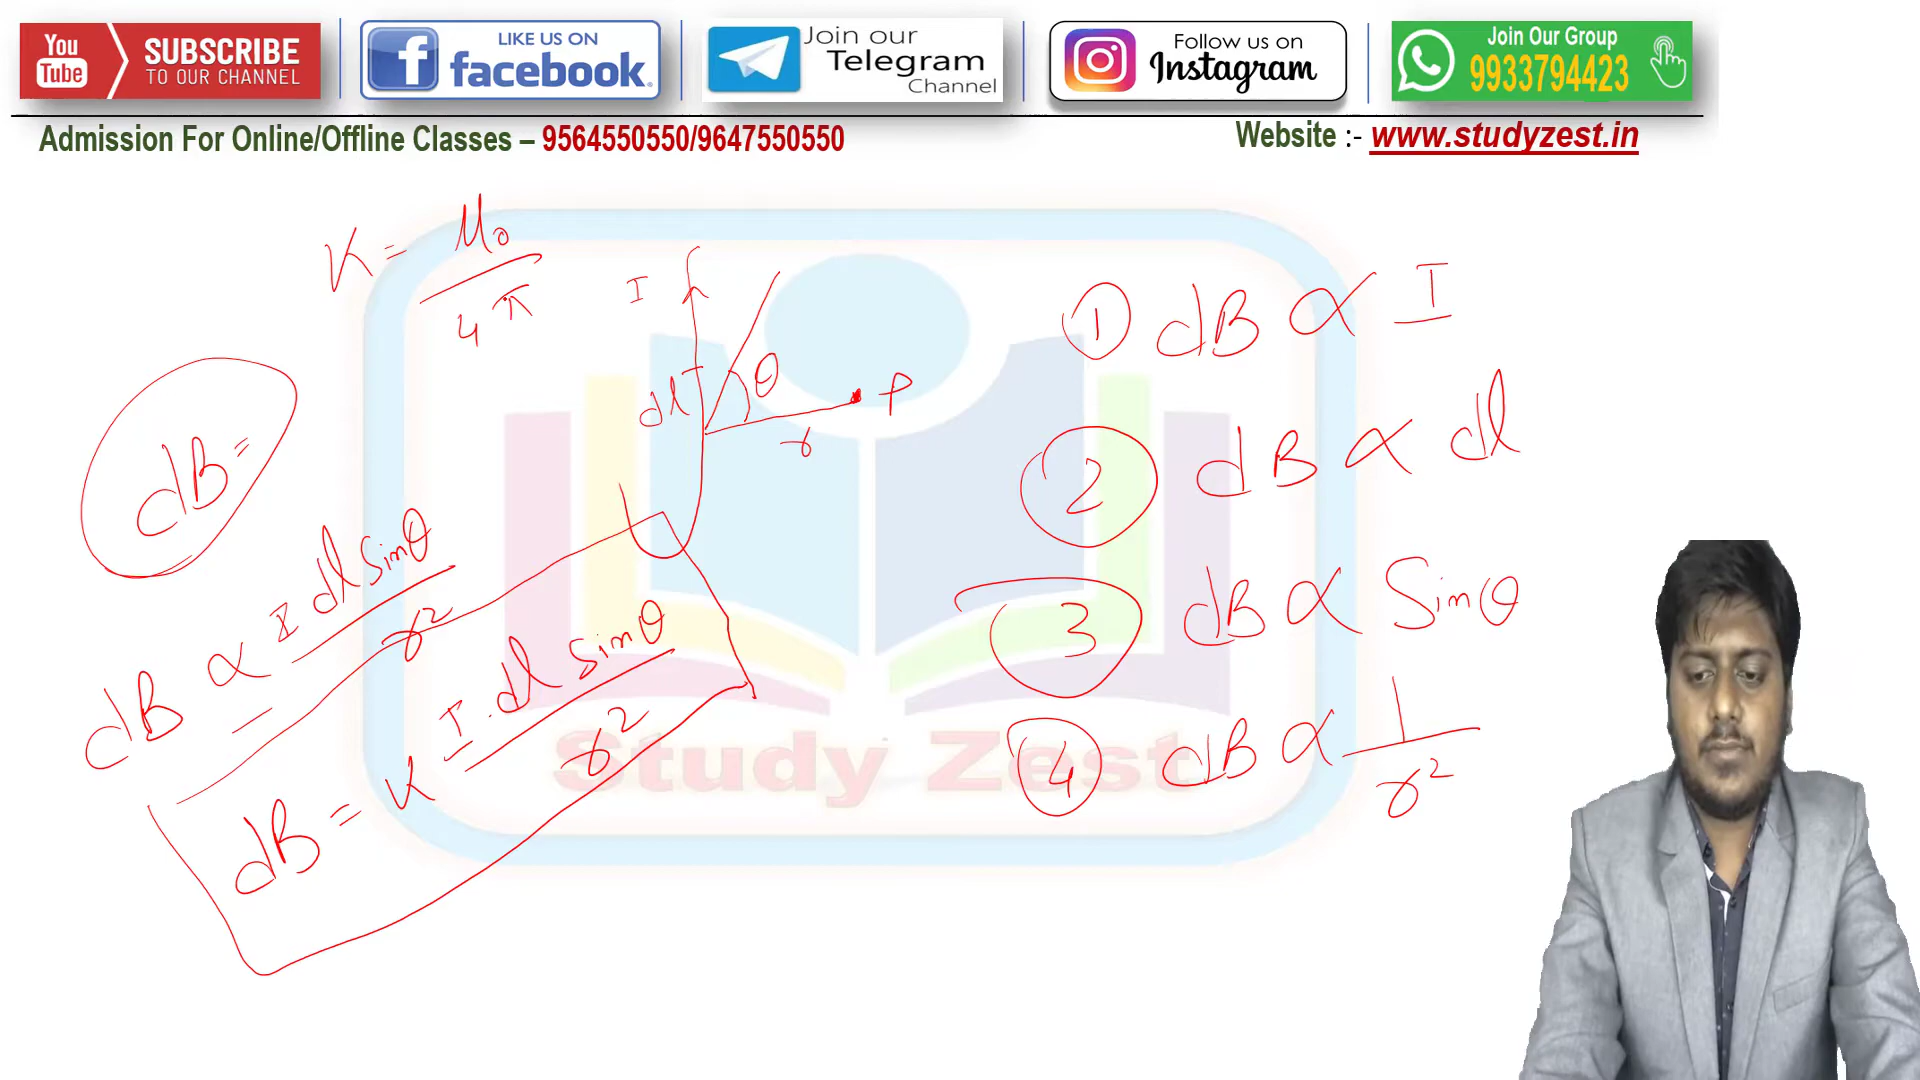 You Tube SUBSCRIBE TO OUR CHANNEL
LIKE US ON facebook.
Join our Telegram Channel
Follow us on Instagram
Join Our Group 9933794423
Admission For Online/Offline Classes – 9564550550/9647550550
Website :- www.studyzest.in
K = μ₀ / 4π
I
dl
θ
P
r
dB =
dB ∝ I dl Sinθ / r²
dB = K I. dl Sinθ / r²
① dB ∝ I
② dB ∝ dl
③ dB ∝ Sinθ
④ dB ∝ 1 / r²
Study Zest